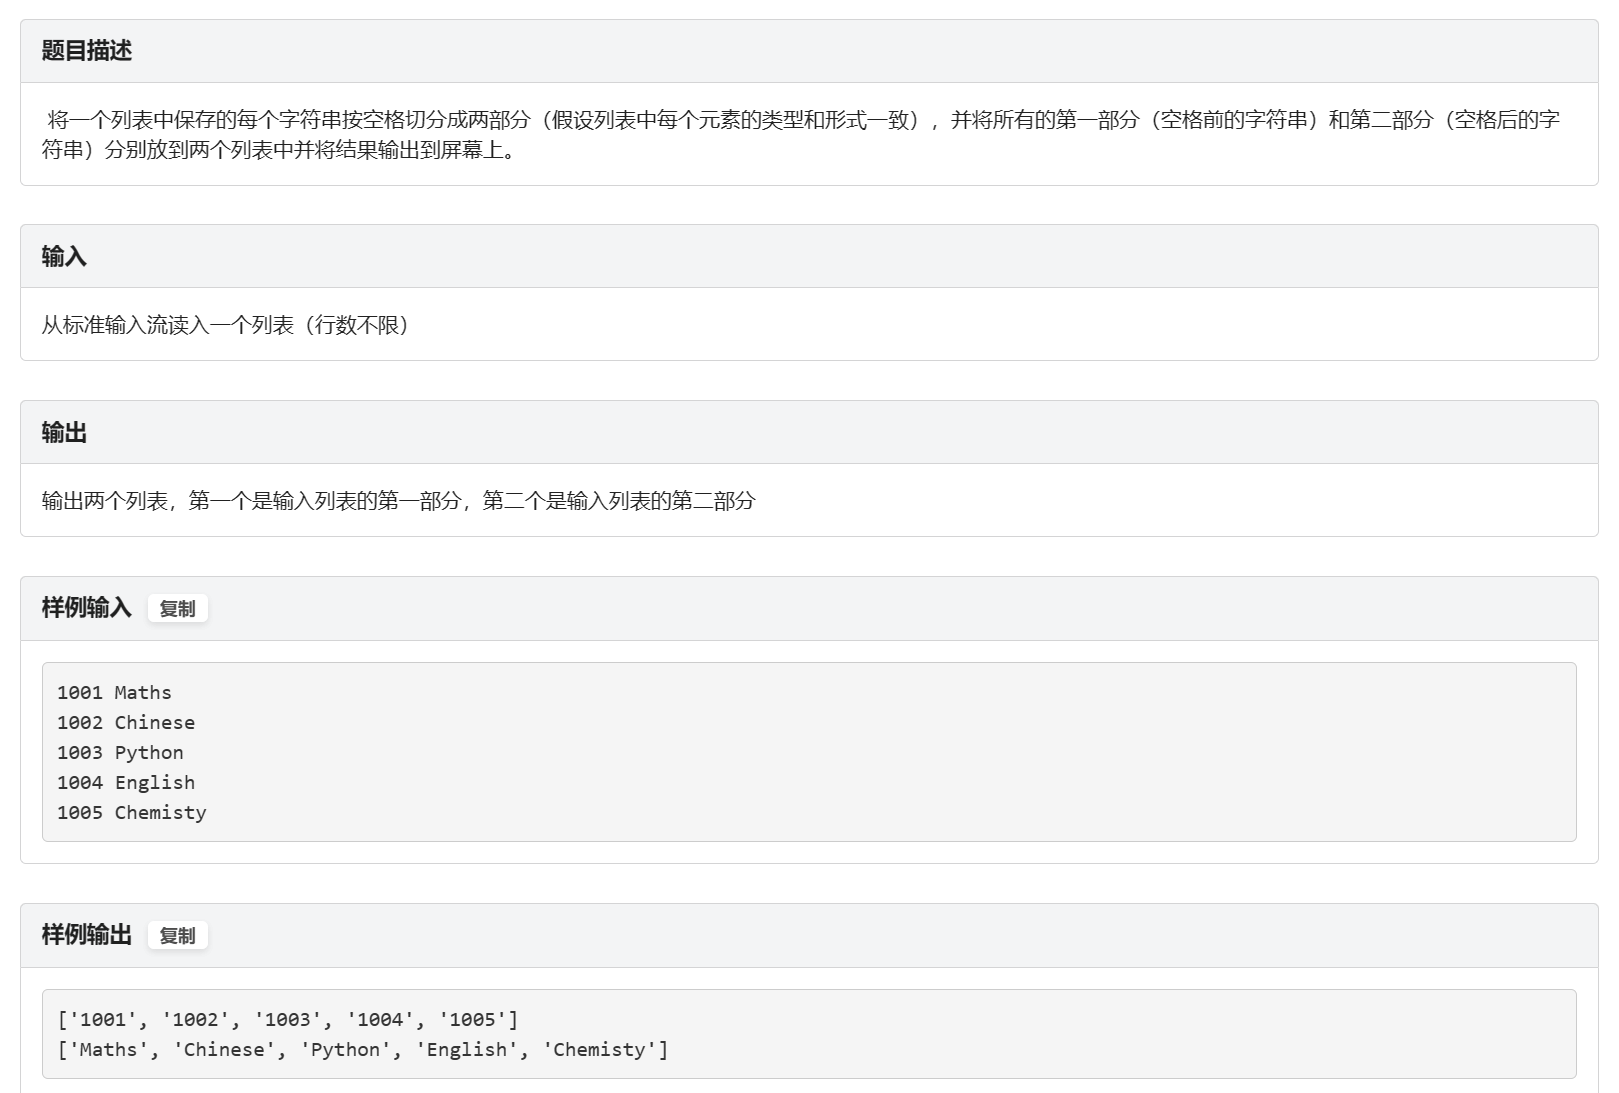 题目描述
将一个列表中保存的每个字符串按空格切分成两部分（假设列表中每个元素的类型和形式一致），并将所有的第一部分（空格前的字符串）和第二部分（空格后的字
符串）分别放到两个列表中并将结果输出到屏幕上。
输入
从标准输入流读入一个列表（行数不限）
输出
输出两个列表，第一个是输入列表的第一部分，第二个是输入列表的第二部分
样例输入 复制
1001 Maths
1002 Chinese
1003 Python
1004 English
1005 Chemisty
样例输出 复制
['1001', '1002', '1003', '1004', '1005']
['Maths', 'Chinese', 'Python', 'English', 'Chemisty']